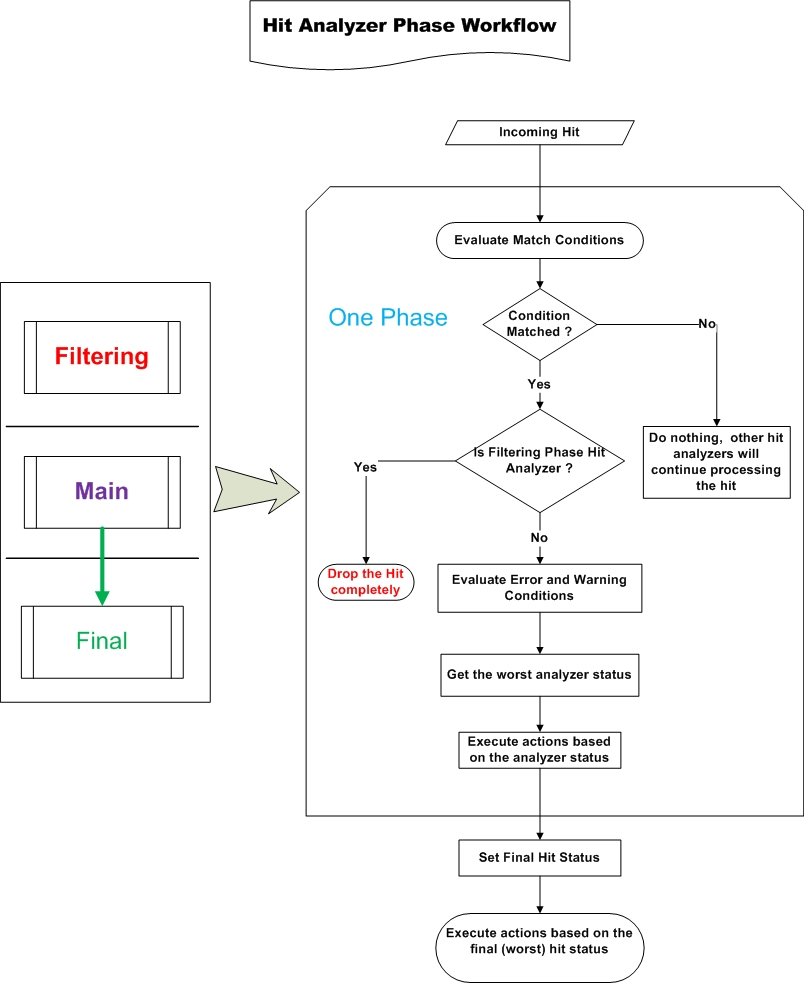 Hit Analyzer Phase Workflow
Incoming Hit
Evaluate Match Conditions
One Phase
Condition
Matched ?
No
Yes
Do nothing, other hit
analyzers will
continue processing
the hit
Is Filtering Phase Hit
Analyzer ?
Yes
No
Drop the Hit
completely
Evaluate Error and Warning
Conditions
Get the worst analyzer status
Execute actions based
on the analyzer status
Set Final Hit Status
Execute actions based on the
final (worst) hit status
Filtering
Main
Final